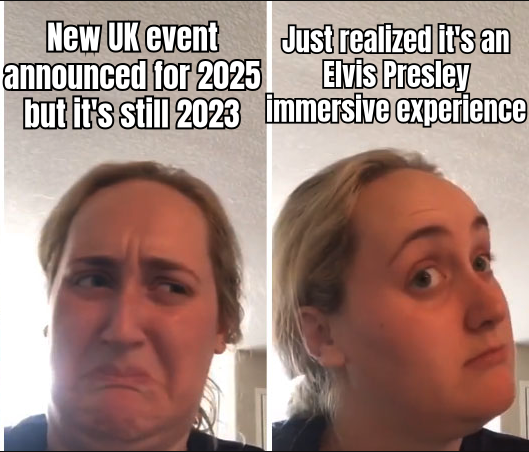 New UK event
announced for 2025
but it's still 2023
Just realized it's an
Elvis Presley
immersive experience